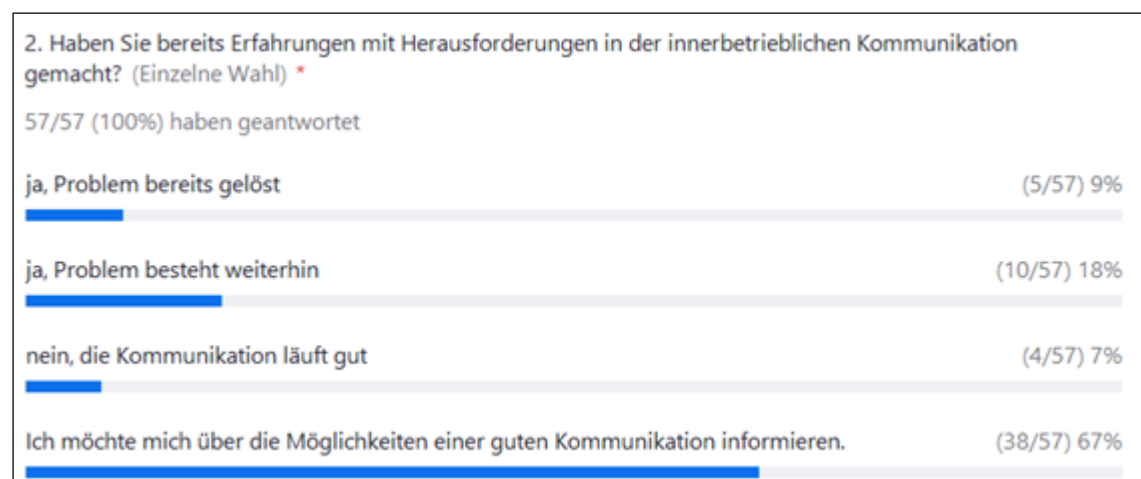 2. Haben Sie bereits Erfahrungen mit Herausforderungen in der innerbetrieblichen Kommunikation
gemacht? (Einzelne Wahl) *
57/57 (100%) haben geantwortet
ja, Problem bereits gelöst (5/57) 9%
ja, Problem besteht weiterhin (10/57) 18%
nein, die Kommunikation läuft gut (4/57) 7%
Ich möchte mich über die Möglichkeiten einer guten Kommunikation informieren. (38/57) 67%